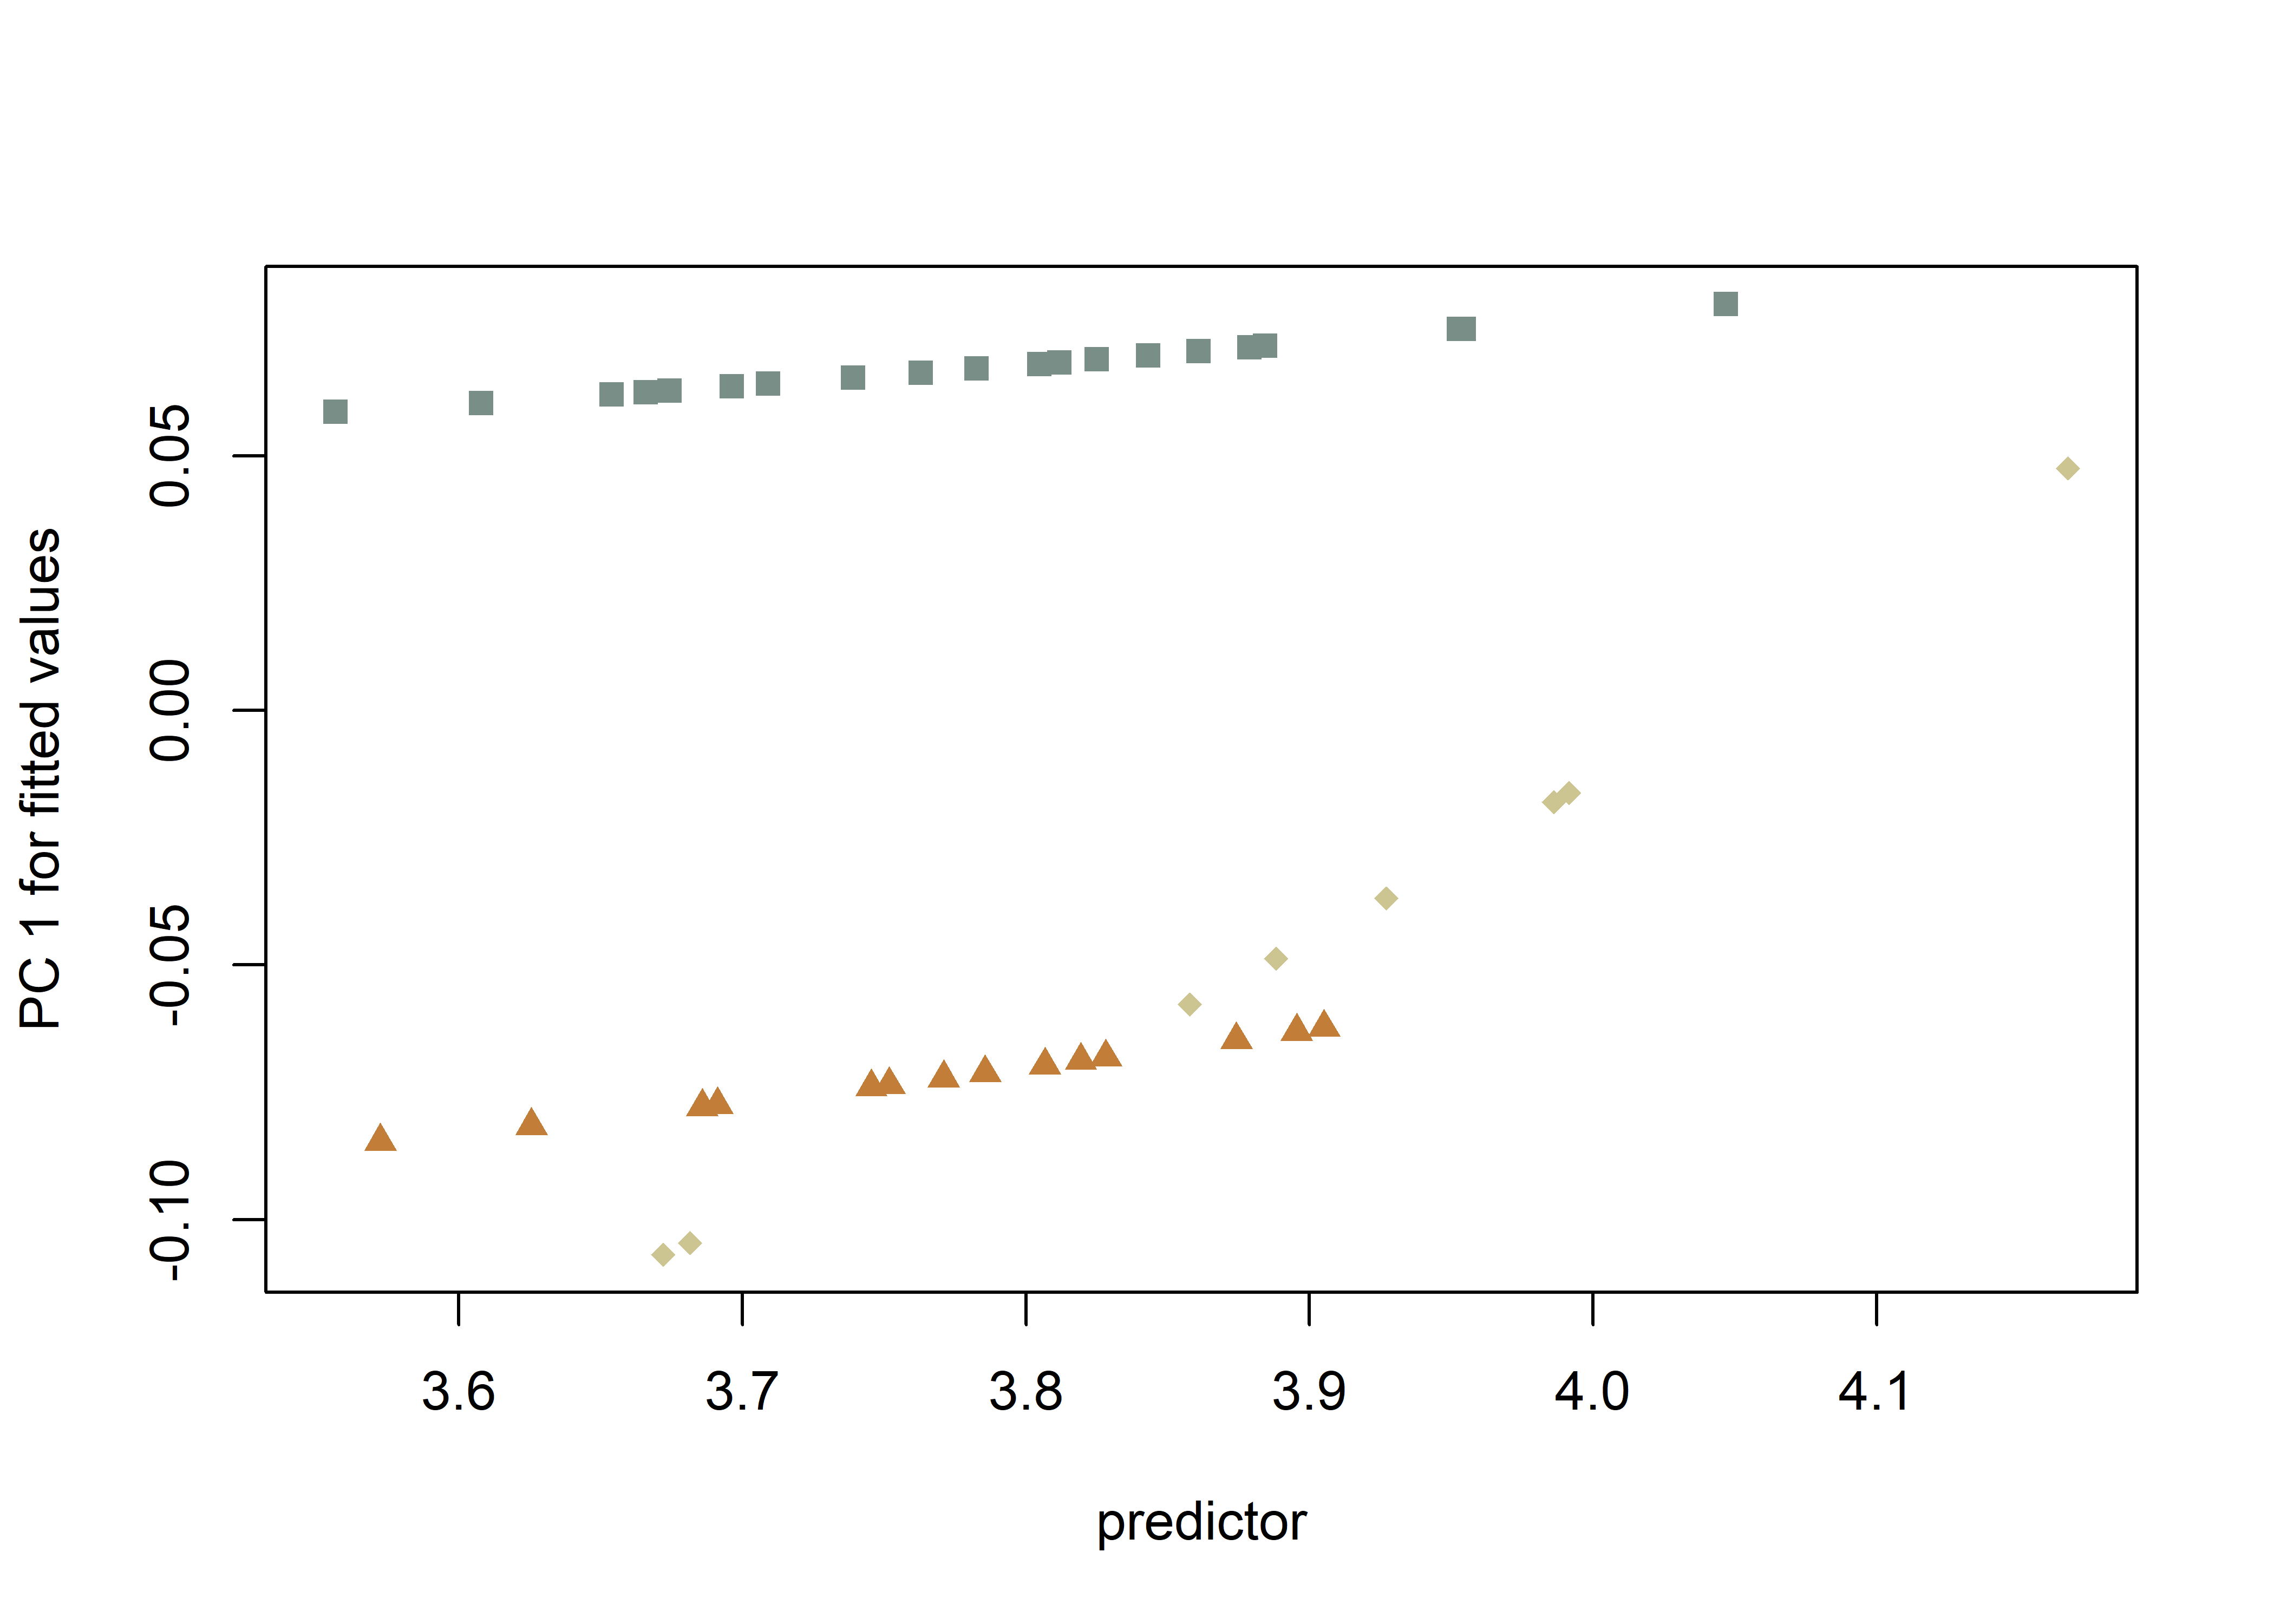 PC 1 for fitted values
0.05
0.00
-0.05
-0.10
3.6 3.7 3.8 3.9 4.0 4.1
predictor